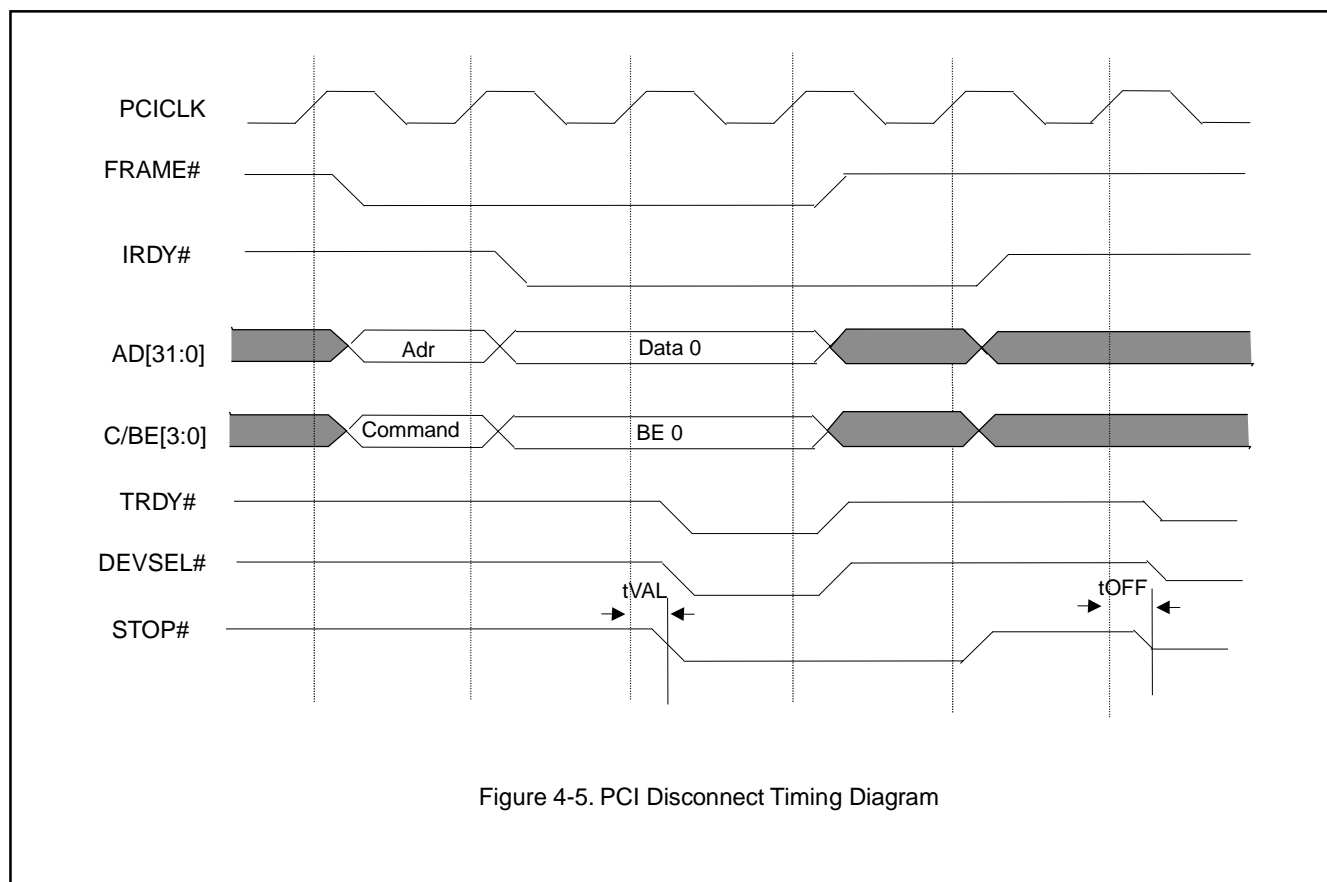 PCICLK
FRAME#
IRDY#
AD[31:0]
Adr
Data 0
C/BE[3:0]
Command
BE 0
TRDY#
DEVSEL#
tVAL
tOFF
STOP#
Figure 4-5. PCI Disconnect Timing Diagram